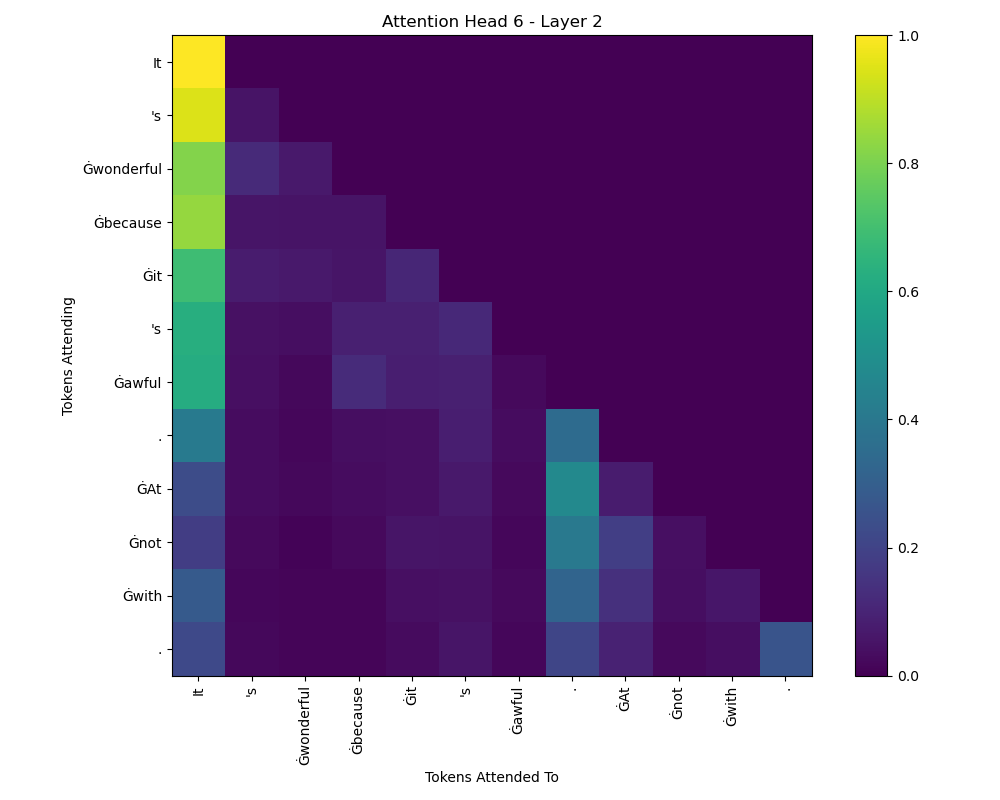 Attention Head 6 - Layer 2
It
's
Ġwonderful
Ġbecause
Ġit
's
Ġawful
.
ĠAt
Ġnot
Ġwith
.
Tokens Attending
It
's
Ġwonderful
Ġbecause
Ġit
's
Ġawful
.
ĠAt
Ġnot
Ġwith
.
Tokens Attended To
1.0
0.8
0.6
0.4
0.2
0.0